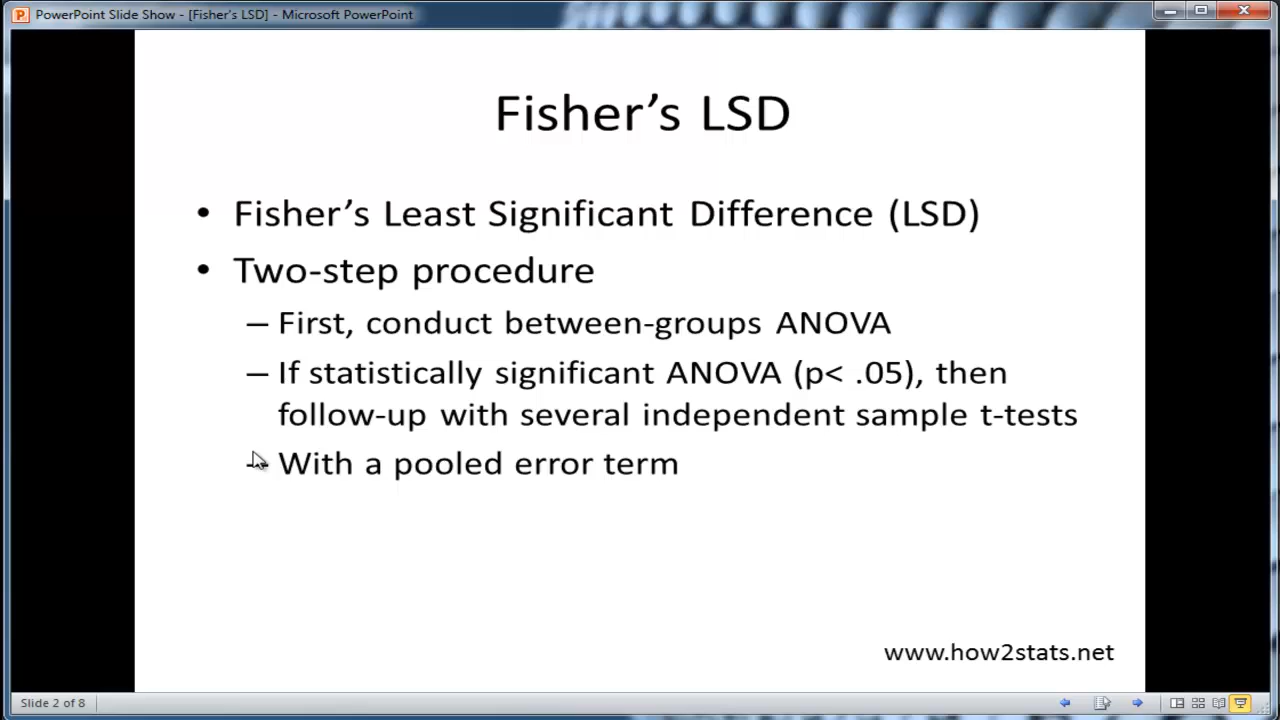 PowerPoint Slide Show - [Fisher's LSD] - Microsoft PowerPoint
Fisher’s LSD
• Fisher’s Least Significant Difference (LSD)
• Two-step procedure
– First, conduct between-groups ANOVA
– If statistically significant ANOVA (p< .05), then
follow-up with several independent sample t-tests
– With a pooled error term
www.how2stats.net
Slide 2 of 8